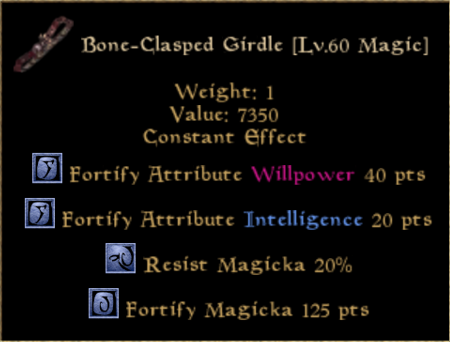 Bone-Clasped Girdle [Lv.60 Magic]
Weight: 1
Value: 7350
Constant Effect
Fortify Attribute Willpower 40 pts
Fortify Attribute Intelligence 20 pts
Resist Magicka 20%
Fortify Magicka 125 pts